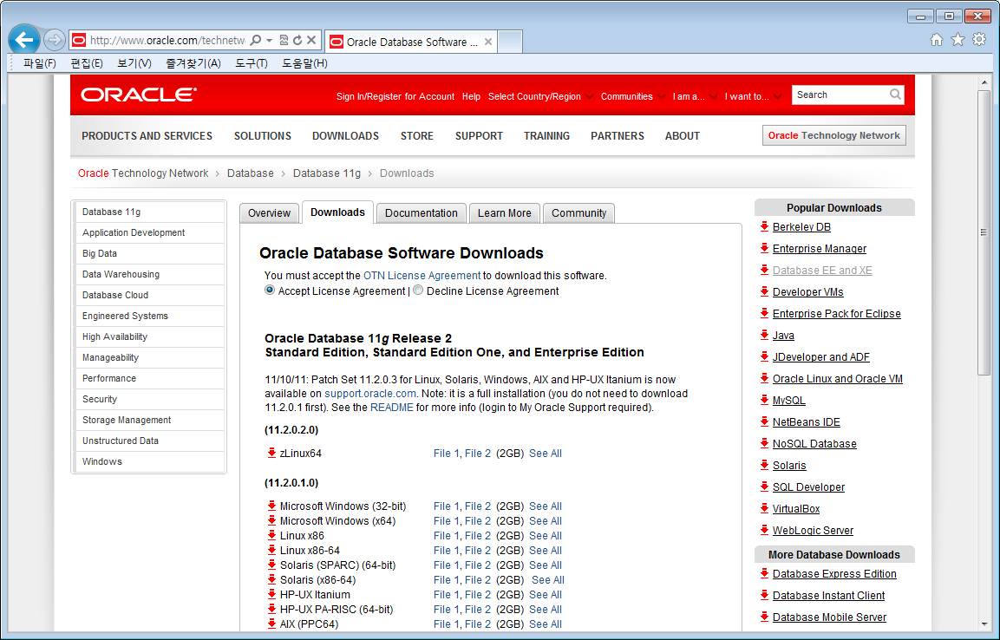 http://www.oracle.com/technetw
Oracle Database Software ...
파일(F) 편집(E) 보기(V) 즐겨찾기(A) 도구(T) 도움말(H)
ORACLE
Sign In/Register for Account Help Select Country/Region Communities I am a... I want to... Search
PRODUCTS AND SERVICES SOLUTIONS DOWNLOADS STORE SUPPORT TRAINING PARTNERS ABOUT Oracle Technology Network
Oracle Technology Network > Database > Database 11g > Downloads
Database 11g
Application Development
Big Data
Data Warehousing
Database Cloud
Engineered Systems
High Availability
Manageability
Performance
Security
Storage Management
Unstructured Data
Windows
Overview Downloads Documentation Learn More Community
Oracle Database Software Downloads
You must accept the OTN License Agreement to download this software.
Accept License Agreement | Decline License Agreement
Oracle Database 11g Release 2
Standard Edition, Standard Edition One, and Enterprise Edition
11/10/11: Patch Set 11.2.0.3 for Linux, Solaris, Windows, AIX and HP-UX Itanium is now
available on support.oracle.com. Note: it is a full installation (you do not need to download
11.2.0.1 first). See the README for more info (login to My Oracle Support required).
(11.2.0.2.0)
zLinux64 File 1, File 2 (2GB) See All
(11.2.0.1.0)
Microsoft Windows (32-bit) File 1, File 2 (2GB) See All
Microsoft Windows (x64) File 1, File 2 (2GB) See All
Linux x86 File 1, File 2 (2GB) See All
Linux x86-64 File 1, File 2 (2GB) See All
Solaris (SPARC) (64-bit) File 1, File 2 (2GB) See All
Solaris (x86-64) File 1, File 2 (2GB) See All
HP-UX Itanium File 1, File 2 (2GB) See All
HP-UX PA-RISC (64-bit) File 1, File 2 (2GB) See All
AIX (PPC64) File 1, File 2 (2GB) See All
Popular Downloads
Berkeley DB
Enterprise Manager
Database EE and XE
Developer VMs
Enterprise Pack for Eclipse
Java
JDeveloper and ADF
Oracle Linux and Oracle VM
MySQL
NetBeans IDE
NoSQL Database
Solaris
SQL Developer
VirtualBox
WebLogic Server
More Database Downloads
Database Express Edition
Database Instant Client
Database Mobile Server